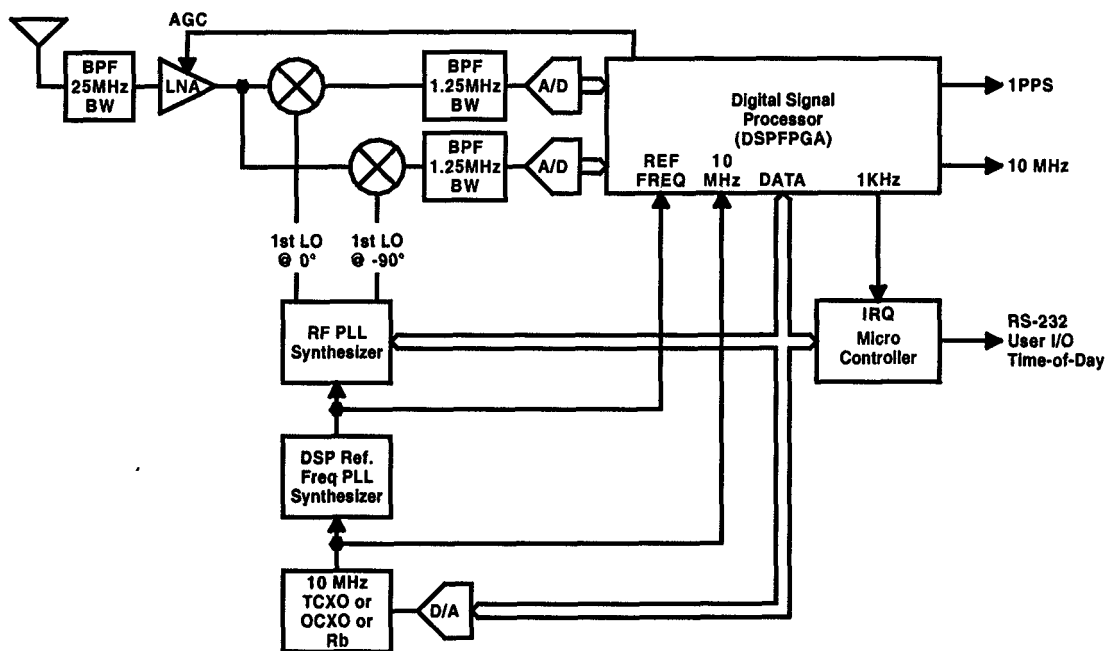 AGC
BPF
25MHz
BW
LNA
BPF
1.25MHz
BW
A/D
BPF
1.25MHz
BW
A/D
Digital Signal
Processor
(DSPFPGA)
REF
FREQ
10
MHz
DATA
1KHz
1PPS
10 MHz
1st LO
@ 0°
1st LO
@ -90°
RF PLL
Synthesizer
IRQ
Micro
Controller
RS-232
User I/O
Time-of-Day
DSP Ref.
Freq PLL
Synthesizer
10 MHz
TCXO or
OCXO or
Rb
D/A